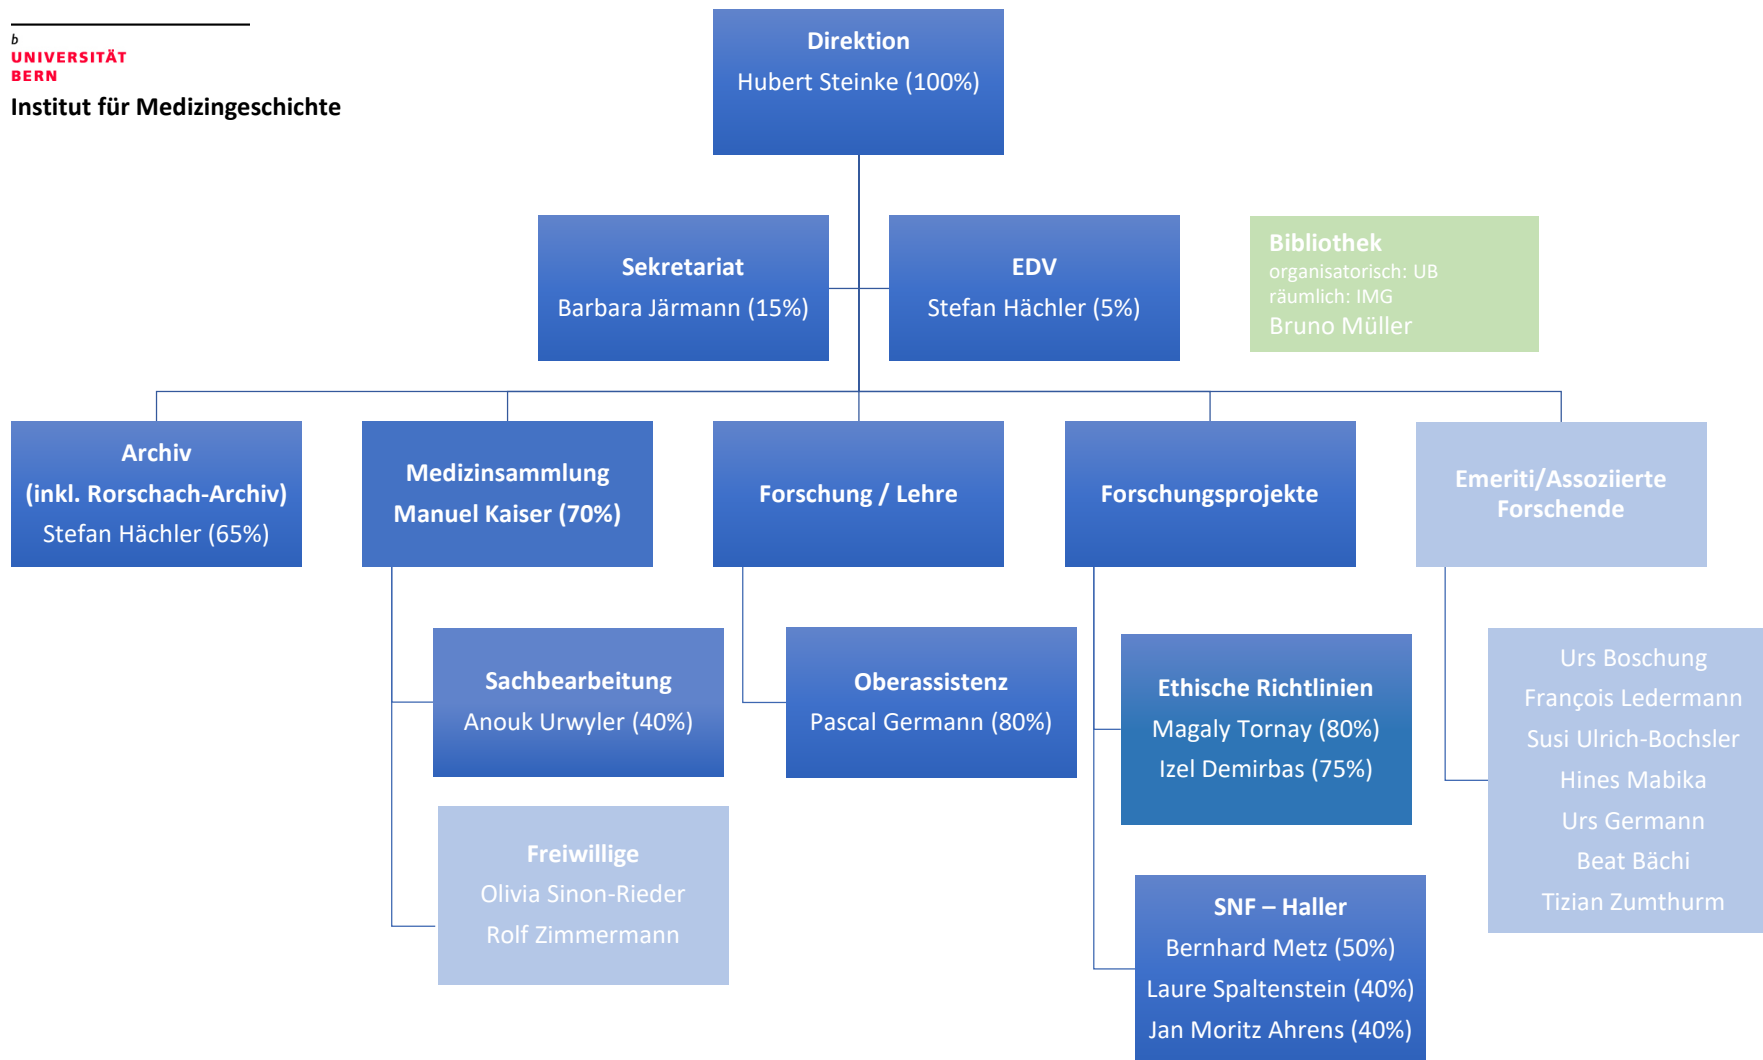 b
UNIVERSITÄT
BERN
Institut für Medizingeschichte
Direktion
Hubert Steinke (100%)
Sekretariat
Barbara Järmann (15%)
EDV
Stefan Hächler (5%)
Bibliothek
organisatorisch: UB
räumlich: IMG
Bruno Müller
Archiv
(inkl. Rorschach-Archiv)
Stefan Hächler (65%)
Medizinsammlung
Manuel Kaiser (70%)
Forschung / Lehre
Forschungsprojekte
Emeriti/Assoziierte
Forschende
Sachbearbeitung
Anouk Urwyler (40%)
Freiwillige
Olivia Sinon-Rieder
Rolf Zimmermann
Oberassistenz
Pascal Germann (80%)
Ethische Richtlinien
Magaly Tornay (80%)
Izel Demirbas (75%)
SNF – Haller
Bernhard Metz (50%)
Laure Spaltenstein (40%)
Jan Moritz Ahrens (40%)
Urs Boschung
François Ledermann
Susi Ulrich-Bochsler
Hines Mabika
Urs Germann
Beat Bächi
Tizian Zumthurm